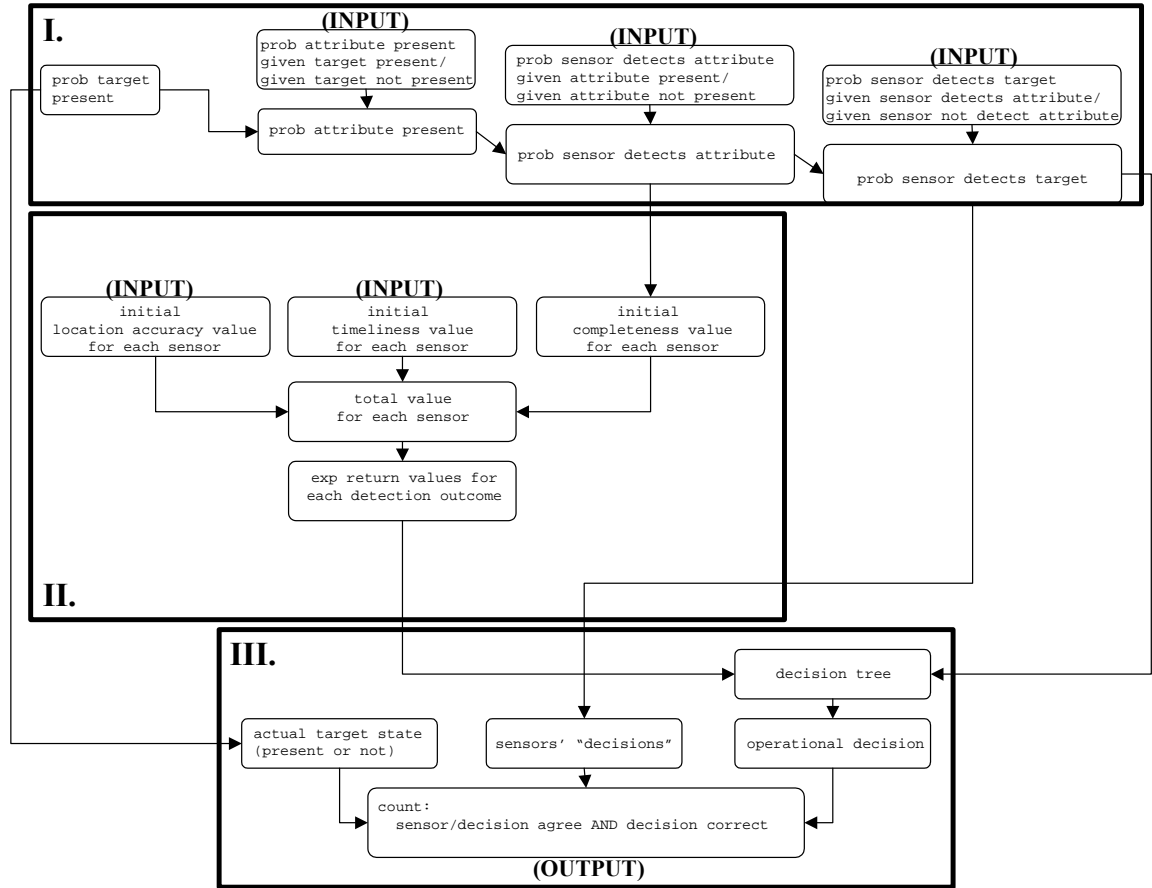 I.
(INPUT)
prob attribute present
given target present/
given target not present
(INPUT)
prob sensor detects attribute
given attribute present/
given attribute not present
(INPUT)
prob sensor detects target
given sensor detects attribute/
given sensor not detect attribute
prob target
present
prob attribute present
prob sensor detects attribute
prob sensor detects target
(INPUT)
initial
location accuracy value
for each sensor
(INPUT)
initial
timeliness value
for each sensor
initial
completeness value
for each sensor
total value
for each sensor
exp return values for
each detection outcome
II.
III.
decision tree
actual target state
(present or not)
sensors’ “decisions”
operational decision
count:
sensor/decision agree AND decision correct
(OUTPUT)